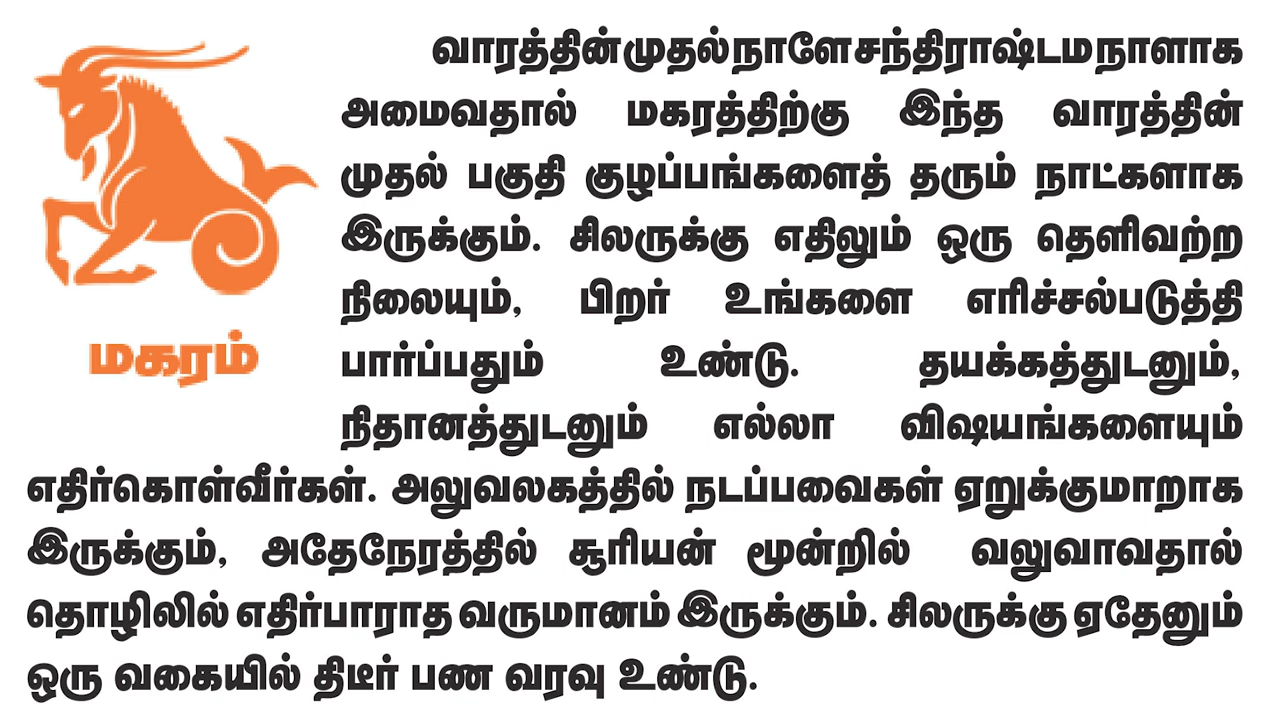 வாரத்தின் முதல் நாளே சந்திராஷ்டம நாளாக
அமைவதால் மகரத்திற்கு இந்த வாரத்தின்
முதல் பகுதி குழப்பங்களைத் தரும் நாட்களாக
இருக்கும். சிலருக்கு எதிலும் ஒரு தெளிவற்ற
நிலையும், பிறர் உங்களை எரிச்சல்படுத்தி
பார்ப்பதும் உண்டு. தயக்கத்துடனும்,
நிதானத்துடனும் எல்லா விஷயங்களையும்
எதிர்கொள்வீர்கள். அலுவலகத்தில் நடப்பவைகள் ஏறுக்குமாறாக
இருக்கும், அதேநேரத்தில் சூரியன் மூன்றில் வலுவாவதால்
தொழிலில் எதிர்பாராத வருமானம் இருக்கும். சிலருக்கு ஏதேனும்
ஒரு வகையில் திடீர் பண வரவு உண்டு.
மகரம்